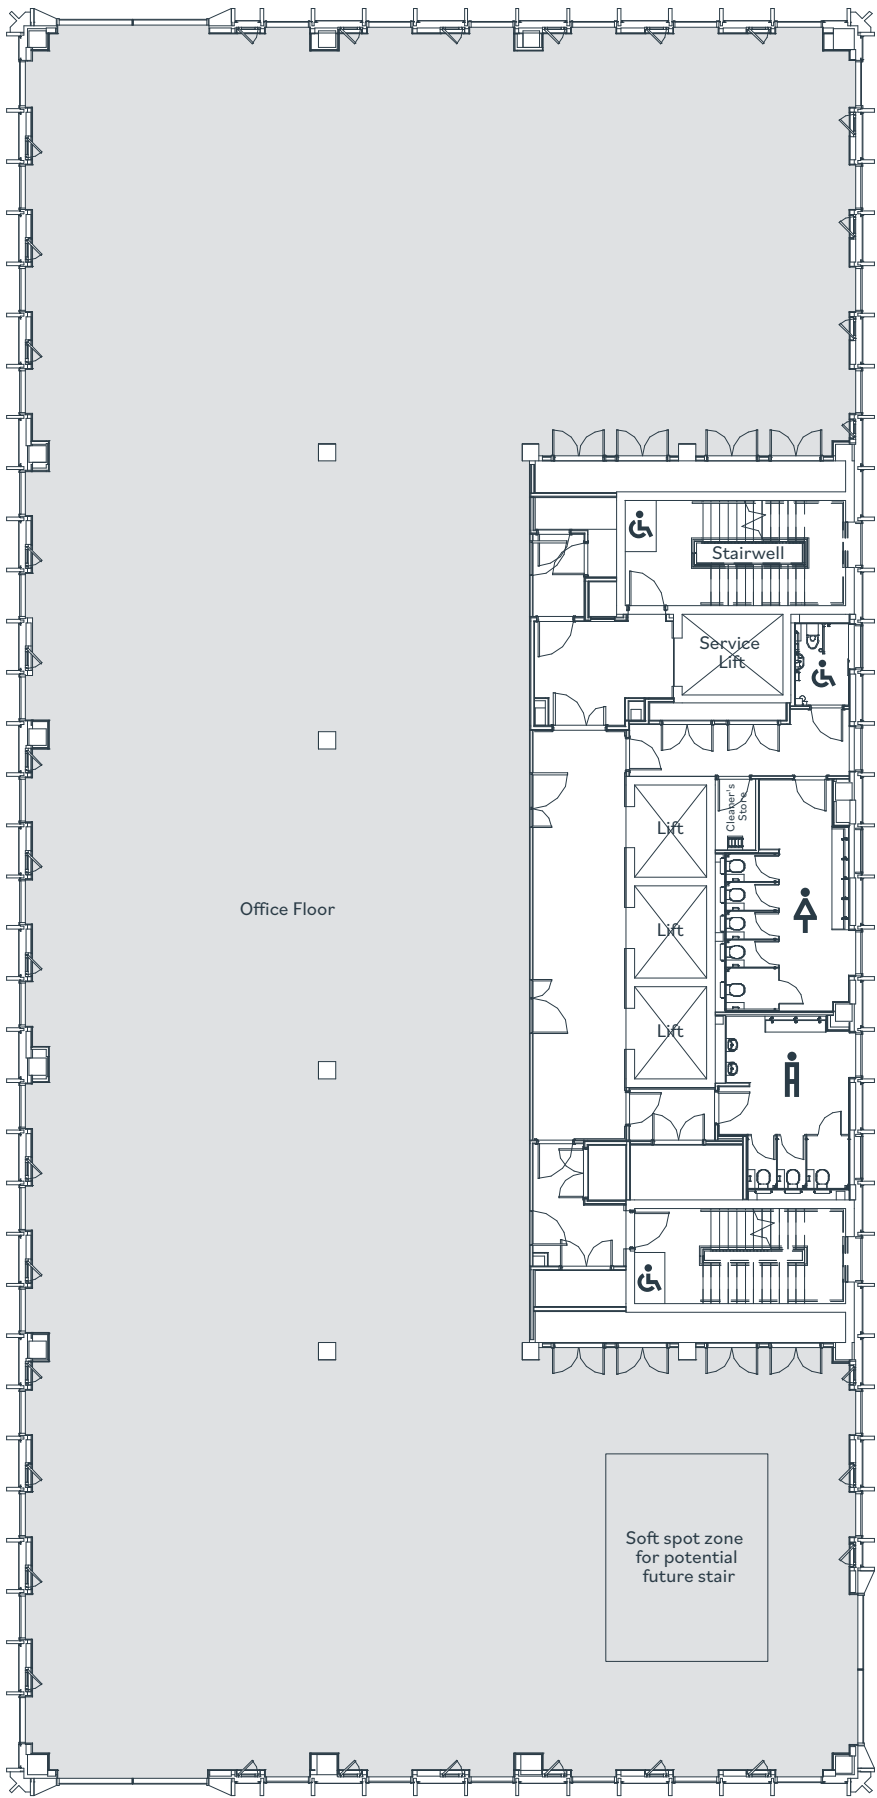 Stairwell
Service
Lift
Cleaner's
Store
Lift
Office Floor
Lift
Lift
Soft spot zone
for potential
future stair